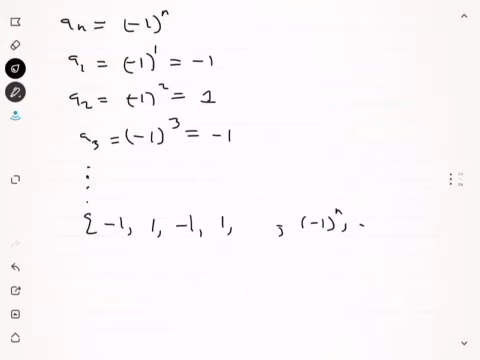 aₙ = (-1)ⁿ
a₁ = (-1)¹ = -1
a₂ = (-1)² = 1
a₃ = (-1)³ = -1
⋮
{ -1, 1, -1, 1, , (-1)ⁿ, .